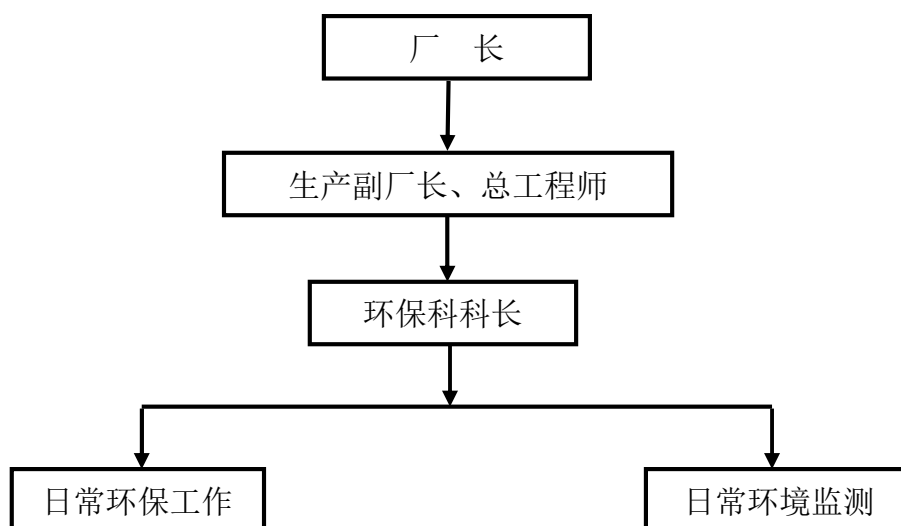 厂　长
生产副厂长、总工程师
环保科科长
日常环保工作
日常环境监测